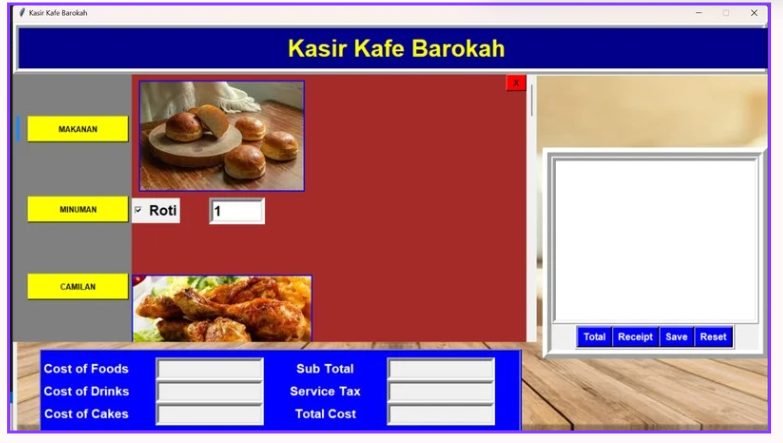 Kasir Kafe Barokah
Kasir Kafe Barokah
X
MAKANAN
MINUMAN
Roti 1
CAMILAN
Total Receipt Save Reset
Cost of Foods Sub Total
Cost of Drinks Service Tax
Cost of Cakes Total Cost